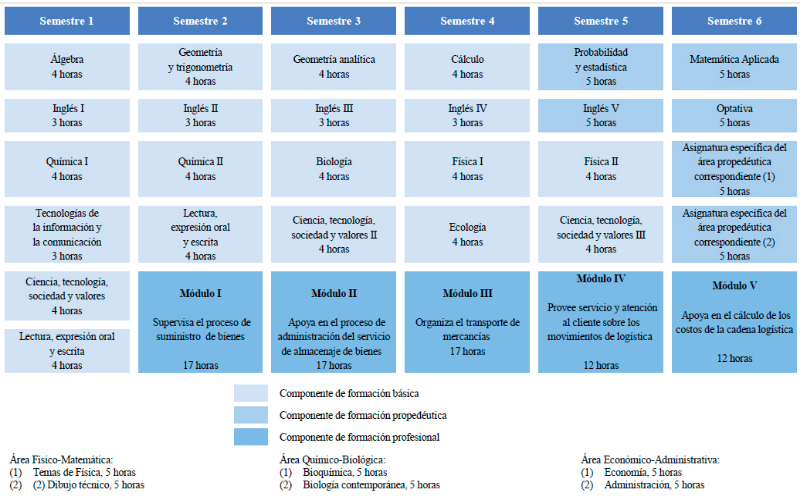 Semestre 1
Semestre 2
Semestre 3
Semestre 4
Semestre 5
Semestre 6
Álgebra
4 horas
Geometría
y trigonometría
4 horas
Geometría analítica
4 horas
Cálculo
4 horas
Probabilidad
y estadística
5 horas
Matemática Aplicada
5 horas
Inglés I
3 horas
Inglés II
3 horas
Inglés III
3 horas
Inglés IV
3 horas
Inglés V
5 horas
Optativa
5 horas
Química I
4 horas
Química II
4 horas
Biología
4 horas
Física I
4 horas
Física II
4 horas
Asignatura específica del
área propedéutica
correspondiente (1)
5 horas
Tecnologías de
la información y
la comunicación
3 horas
Lectura,
expresión oral
y escrita
4 horas
Ciencia, tecnología,
sociedad y valores II
4 horas
Ecología
4 horas
Ciencia, tecnología,
sociedad y valores III
4 horas
Asignatura específica del
área propedéutica
correspondiente (2)
5 horas
Ciencia, tecnología,
sociedad y valores
4 horas
Lectura, expresión oral
y escrita
4 horas
Módulo I
Supervisa el proceso de
suministro de bienes
17 horas
Módulo II
Apoya en el proceso de
administración del servicio
de almacenaje de bienes
17 horas
Módulo III
Organiza el transporte de
mercancías
17 horas
Módulo IV
Provee servicio y atención
al cliente sobre los
movimientos de logística
12 horas
Módulo V
Apoya en el cálculo de los
costos de la cadena logística
12 horas
Componente de formación básica
Componente de formación propedéutica
Componente de formación profesional
Área Físico-Matemática:
(1) Temas de Física, 5 horas
(2) (2) Dibujo técnico, 5 horas
Área Químico-Biológica:
(1) Bioquímica, 5 horas
(2) Biología contemporánea, 5 horas
Área Económico-Administrativa:
(1) Economía, 5 horas
(2) Administración, 5 horas